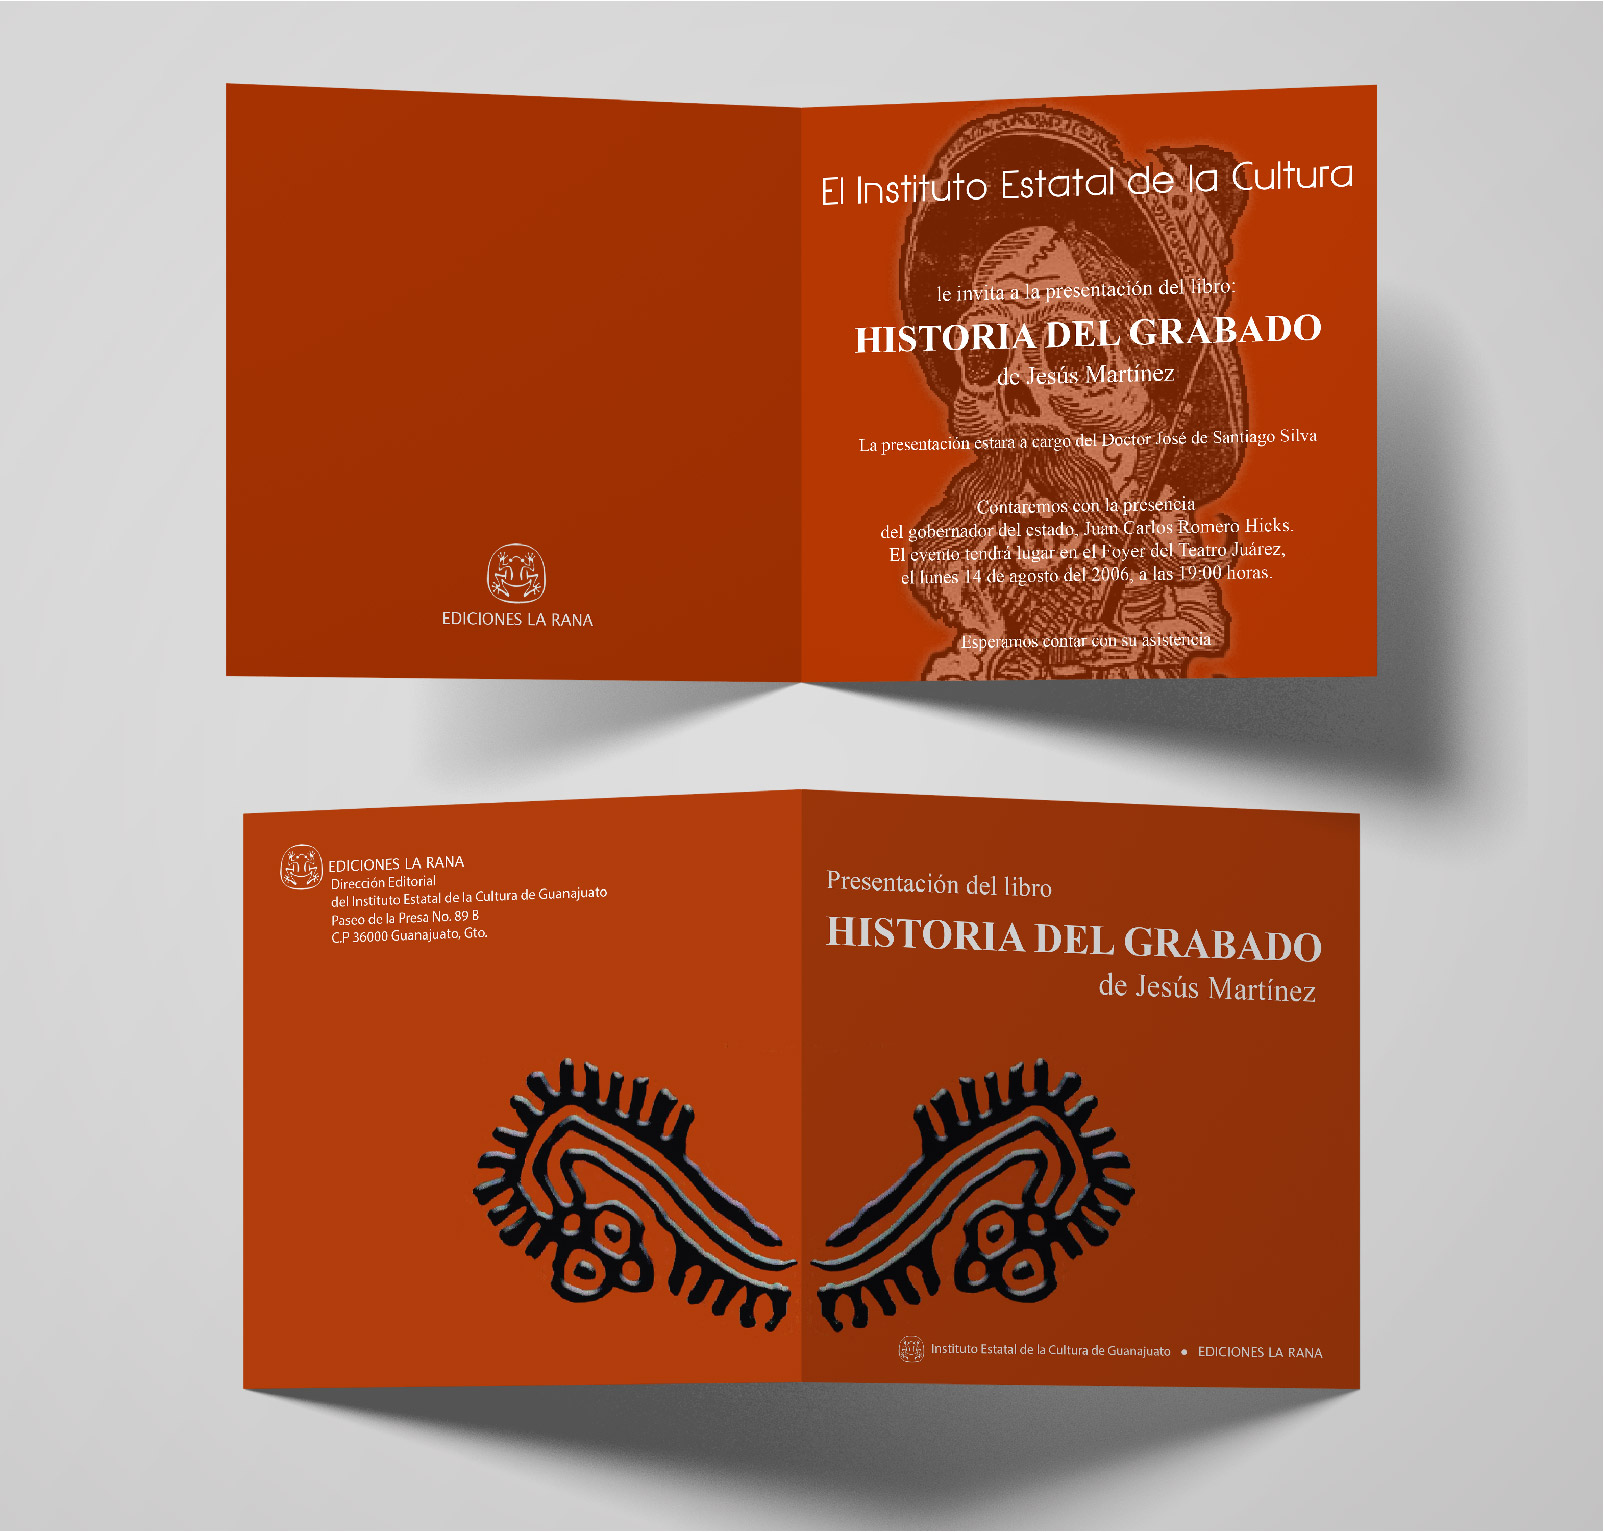 El Instituto Estatal de la Cultura
le invita a la presentación del libro:
HISTORIA DEL GRABADO
de Jesús Martínez
La presentación estara a cargo del Doctor José de Santiago Silva
Contaremos con la presencia
del gobernador del estado, Juan Carlos Romero Hicks.
El evento tendrá lugar en el Foyer del Teatro Juárez,
el lunes 14 de agosto del 2006, a las 19:00 horas.
Esperamos contar con su asistencia
EDICIONES LA RANA
EDICIONES LA RANA
Dirección Editorial
del Instituto Estatal de la Cultura de Guanajuato
Paseo de la Presa No. 89 B
C.P 36000 Guanajuato, Gto.
Presentación del libro
HISTORIA DEL GRABADO
de Jesús Martínez
Instituto Estatal de la Cultura de Guanajuato • EDICIONES LA RANA